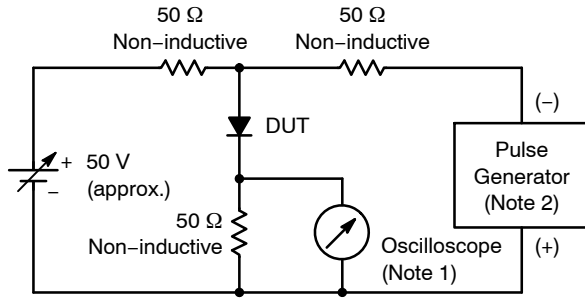 50 Ω
Non−inductive
50 Ω
Non−inductive
DUT
+
50 V
−
(approx.)
50 Ω
Non−inductive
Oscilloscope
(Note 1)
(−)
Pulse
Generator
(Note 2)
(+)